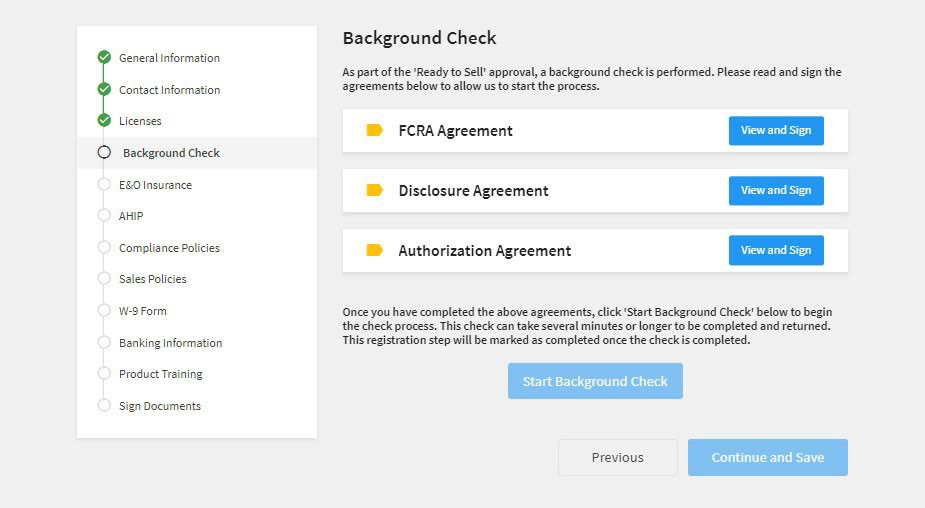 General Information
Contact Information
Licenses
Background Check
E&O Insurance
AHIP
Compliance Policies
Sales Policies
W-9 Form
Banking Information
Product Training
Sign Documents
Background Check
As part of the 'Ready to Sell' approval, a background check is performed. Please read and sign the
agreements below to allow us to start the process.
FCRA Agreement
View and Sign
Disclosure Agreement
View and Sign
Authorization Agreement
View and Sign
Once you have completed the above agreements, click 'Start Background Check' below to begin
the check process. This check can take several minutes or longer to be completed and returned.
This registration step will be marked as completed once the check is completed.
Start Background Check
Previous
Continue and Save